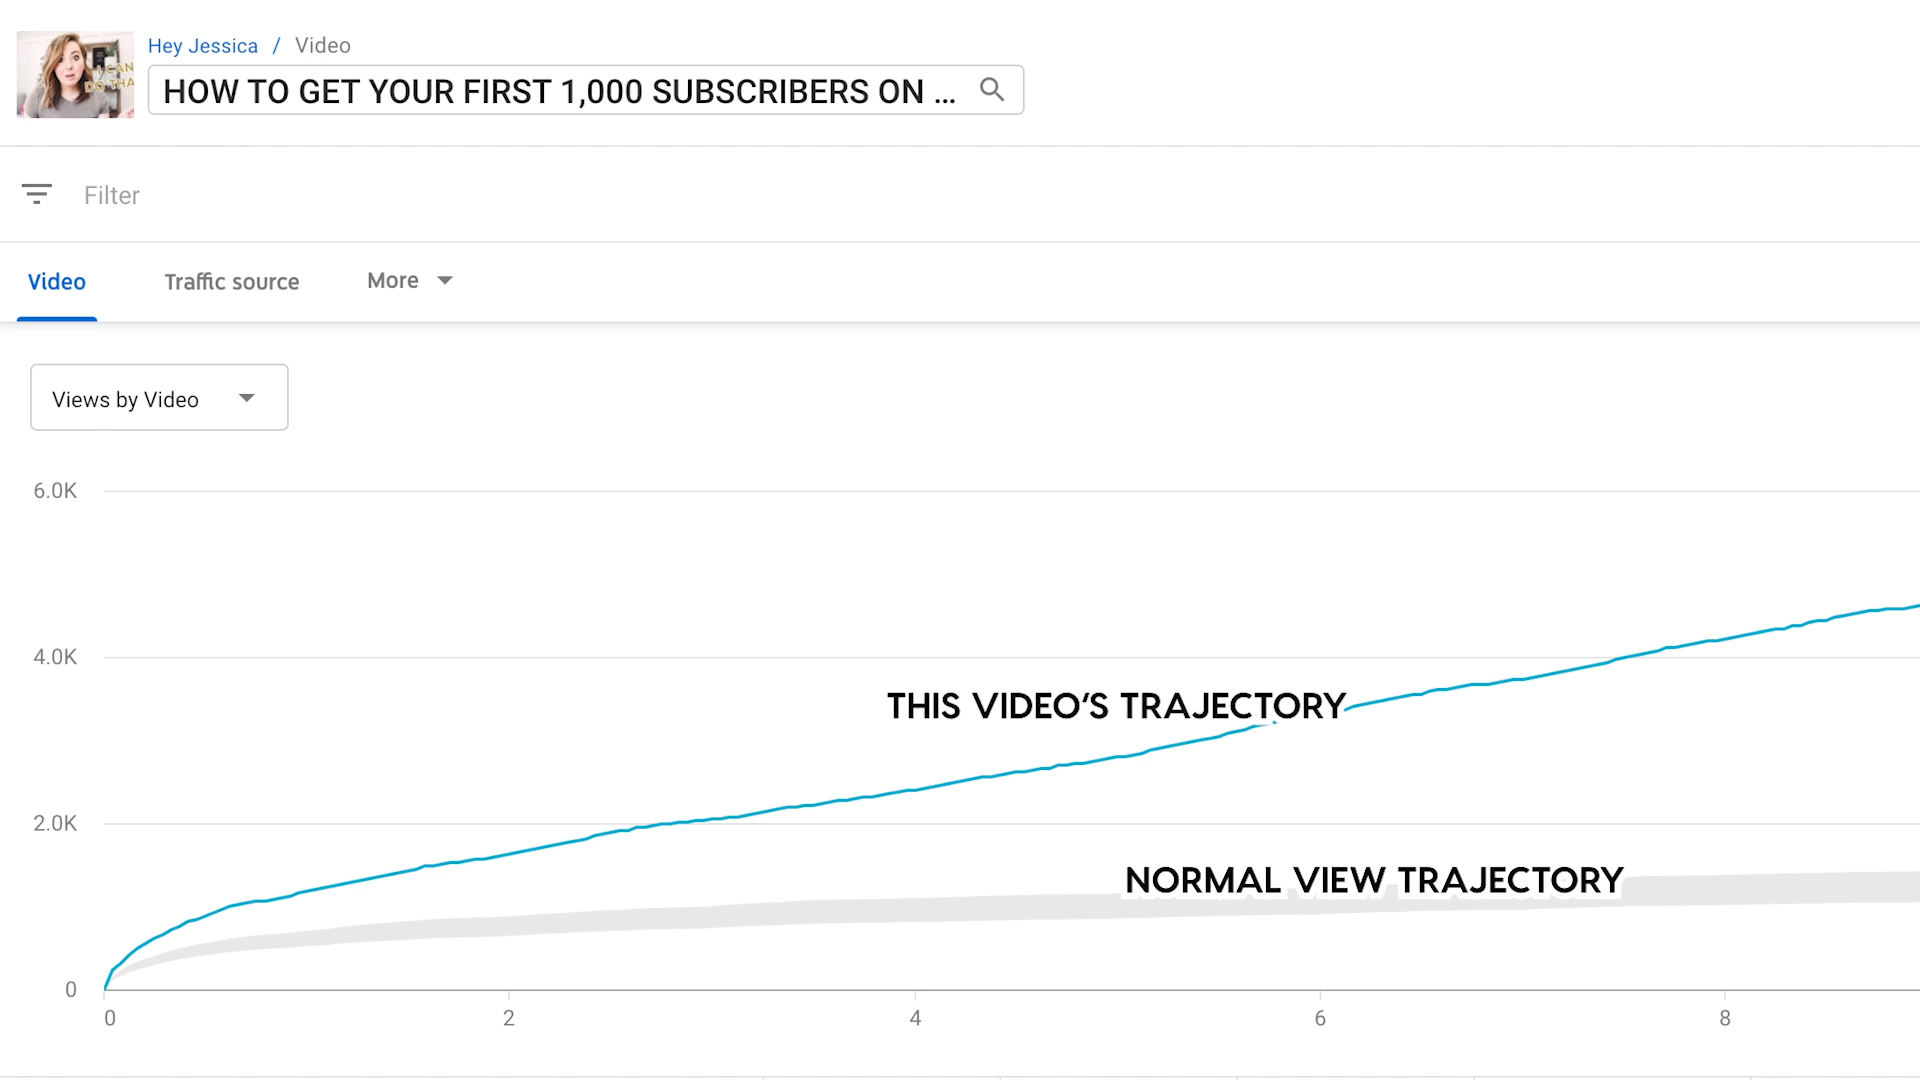 Hey Jessica / Video
HOW TO GET YOUR FIRST 1,000 SUBSCRIBERS ON ...
Filter
Video Traffic source More
Views by Video
6.0K
4.0K
THIS VIDEO'S TRAJECTORY
2.0K
NORMAL VIEW TRAJECTORY
0
0 2 4 6 8